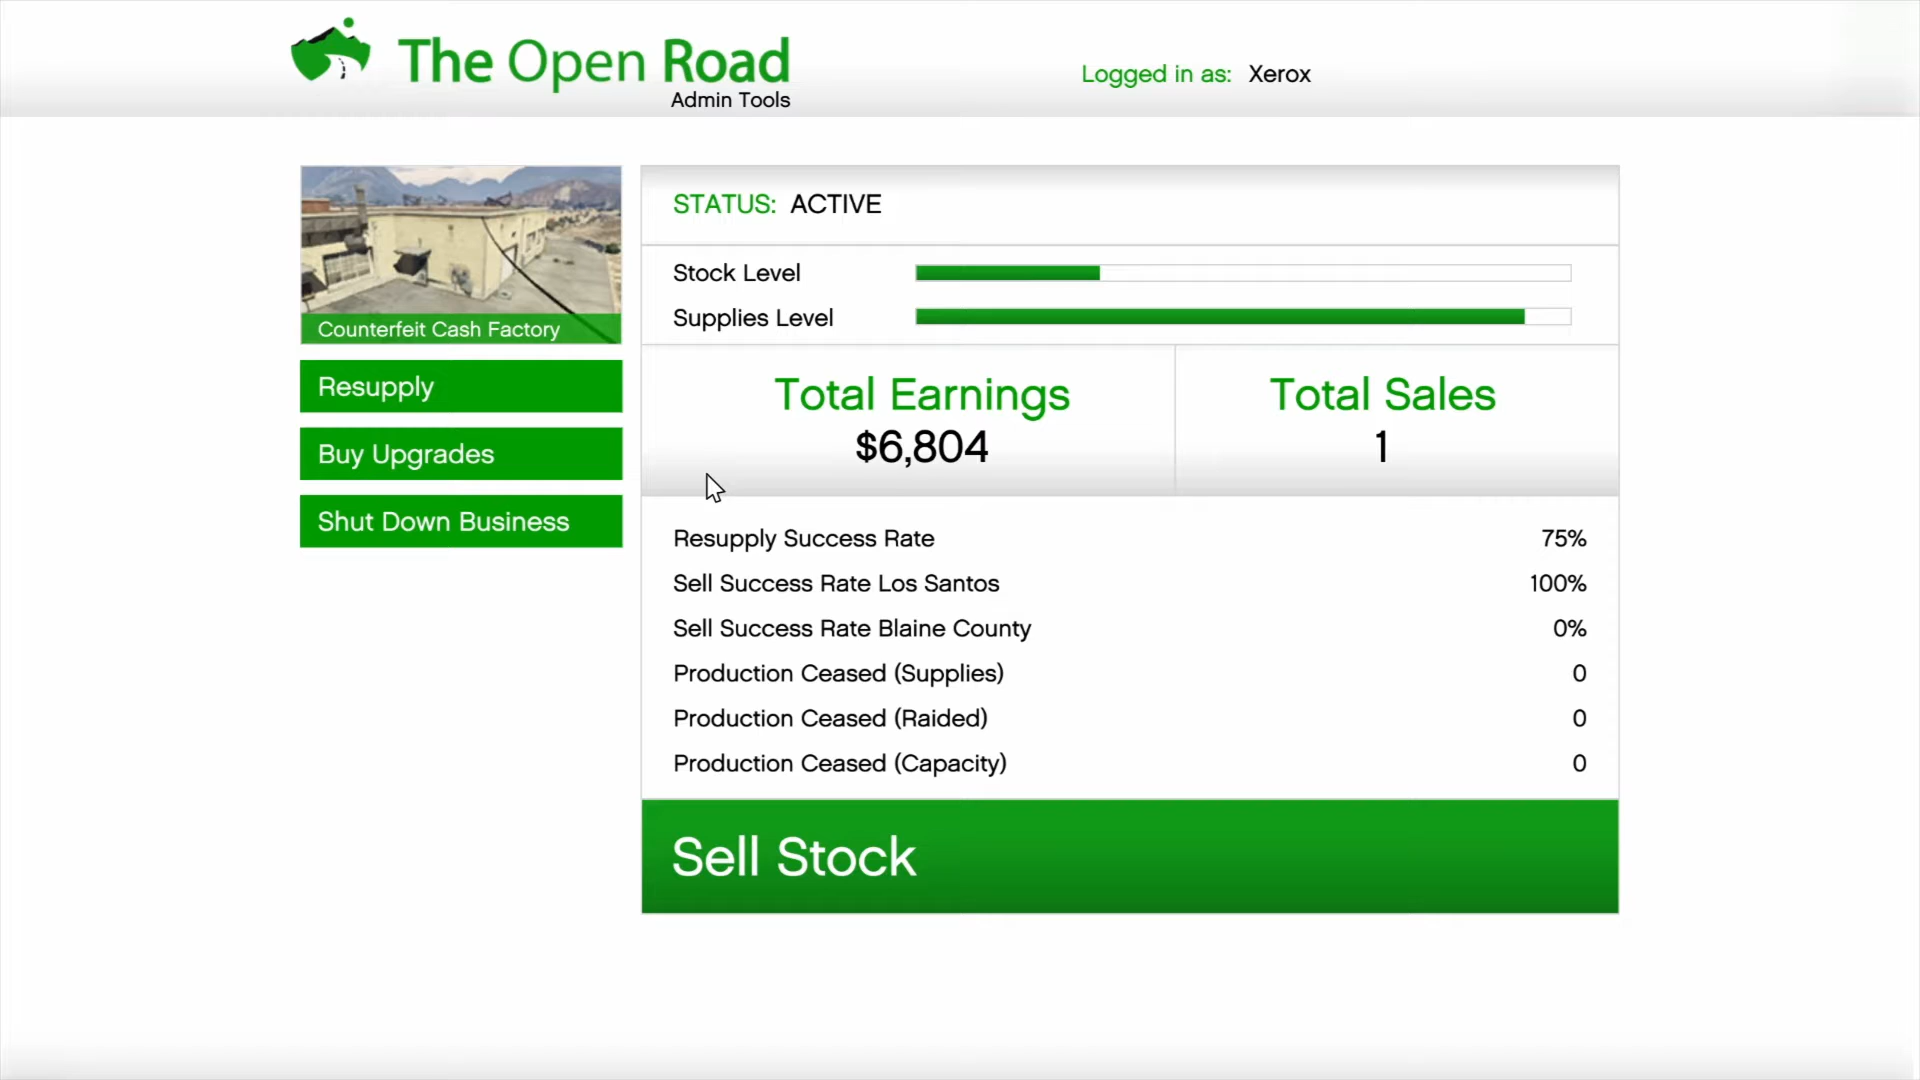 The Open Road
Admin Tools
Logged in as: Xerox
Counterfeit Cash Factory
Resupply
Buy Upgrades
Shut Down Business
STATUS: ACTIVE
Stock Level
Supplies Level
Total Earnings
$6,804
Total Sales
1
Resupply Success Rate 75%
Sell Success Rate Los Santos 100%
Sell Success Rate Blaine County 0%
Production Ceased (Supplies) 0
Production Ceased (Raided) 0
Production Ceased (Capacity) 0
Sell Stock